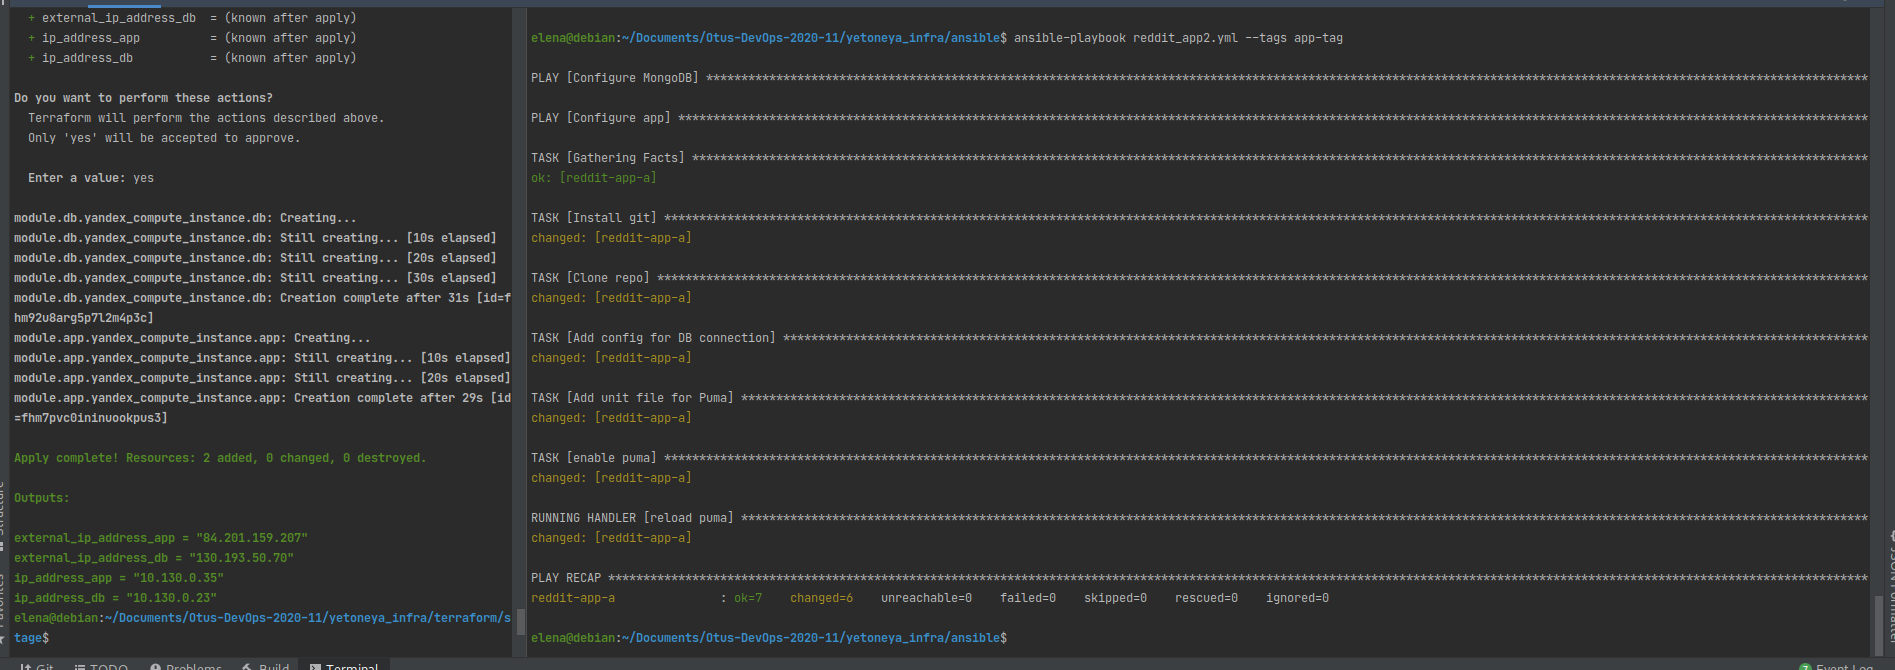 + external_ip_address_db  = (known after apply)
+ ip_address_app          = (known after apply)
+ ip_address_db           = (known after apply)
Do you want to perform these actions?
Terraform will perform the actions described above.
Only 'yes' will be accepted to approve.
Enter a value: yes
module.db.yandex_compute_instance.db: Creating...
module.db.yandex_compute_instance.db: Still creating... [10s elapsed]
module.db.yandex_compute_instance.db: Still creating... [20s elapsed]
module.db.yandex_compute_instance.db: Still creating... [30s elapsed]
module.db.yandex_compute_instance.db: Creation complete after 31s [id=f
hm92u8arg5p7l2m4p3c]
module.app.yandex_compute_instance.app: Creating...
module.app.yandex_compute_instance.app: Still creating... [10s elapsed]
module.app.yandex_compute_instance.app: Still creating... [20s elapsed]
module.app.yandex_compute_instance.app: Creation complete after 29s [id
=fhm7pvc0ininuookpus3]
Apply complete! Resources: 2 added, 0 changed, 0 destroyed.
Outputs:
external_ip_address_app = "84.201.159.207"
external_ip_address_db = "130.193.50.70"
ip_address_app = "10.130.0.35"
ip_address_db = "10.130.0.23"
elena@debian:~/Documents/Otus-DevOps-2020-11/yetoneya_infra/terraform/s
tage$
elena@debian:~/Documents/Otus-DevOps-2020-11/yetoneya_infra/ansible$ ansible-playbook reddit_app2.yml --tags app-tag
PLAY [Configure MongoDB] ****
PLAY [Configure app] ****
TASK [Gathering Facts] ****
ok: [reddit-app-a]
TASK [Install git] ****
changed: [reddit-app-a]
TASK [Clone repo] ****
changed: [reddit-app-a]
TASK [Add config for DB connection] ****
changed: [reddit-app-a]
TASK [Add unit file for Puma] ****
changed: [reddit-app-a]
TASK [enable puma] ****
changed: [reddit-app-a]
RUNNING HANDLER [reload puma] ****
changed: [reddit-app-a]
PLAY RECAP ****
reddit-app-a               : ok=7    changed=6    unreachable=0    failed=0    skipped=0    rescued=0    ignored=0
elena@debian:~/Documents/Otus-DevOps-2020-11/yetoneya_infra/ansible$
Structure
Favorites
JSON Formatter
Git TODO Problems Build Terminal
7 Event Log